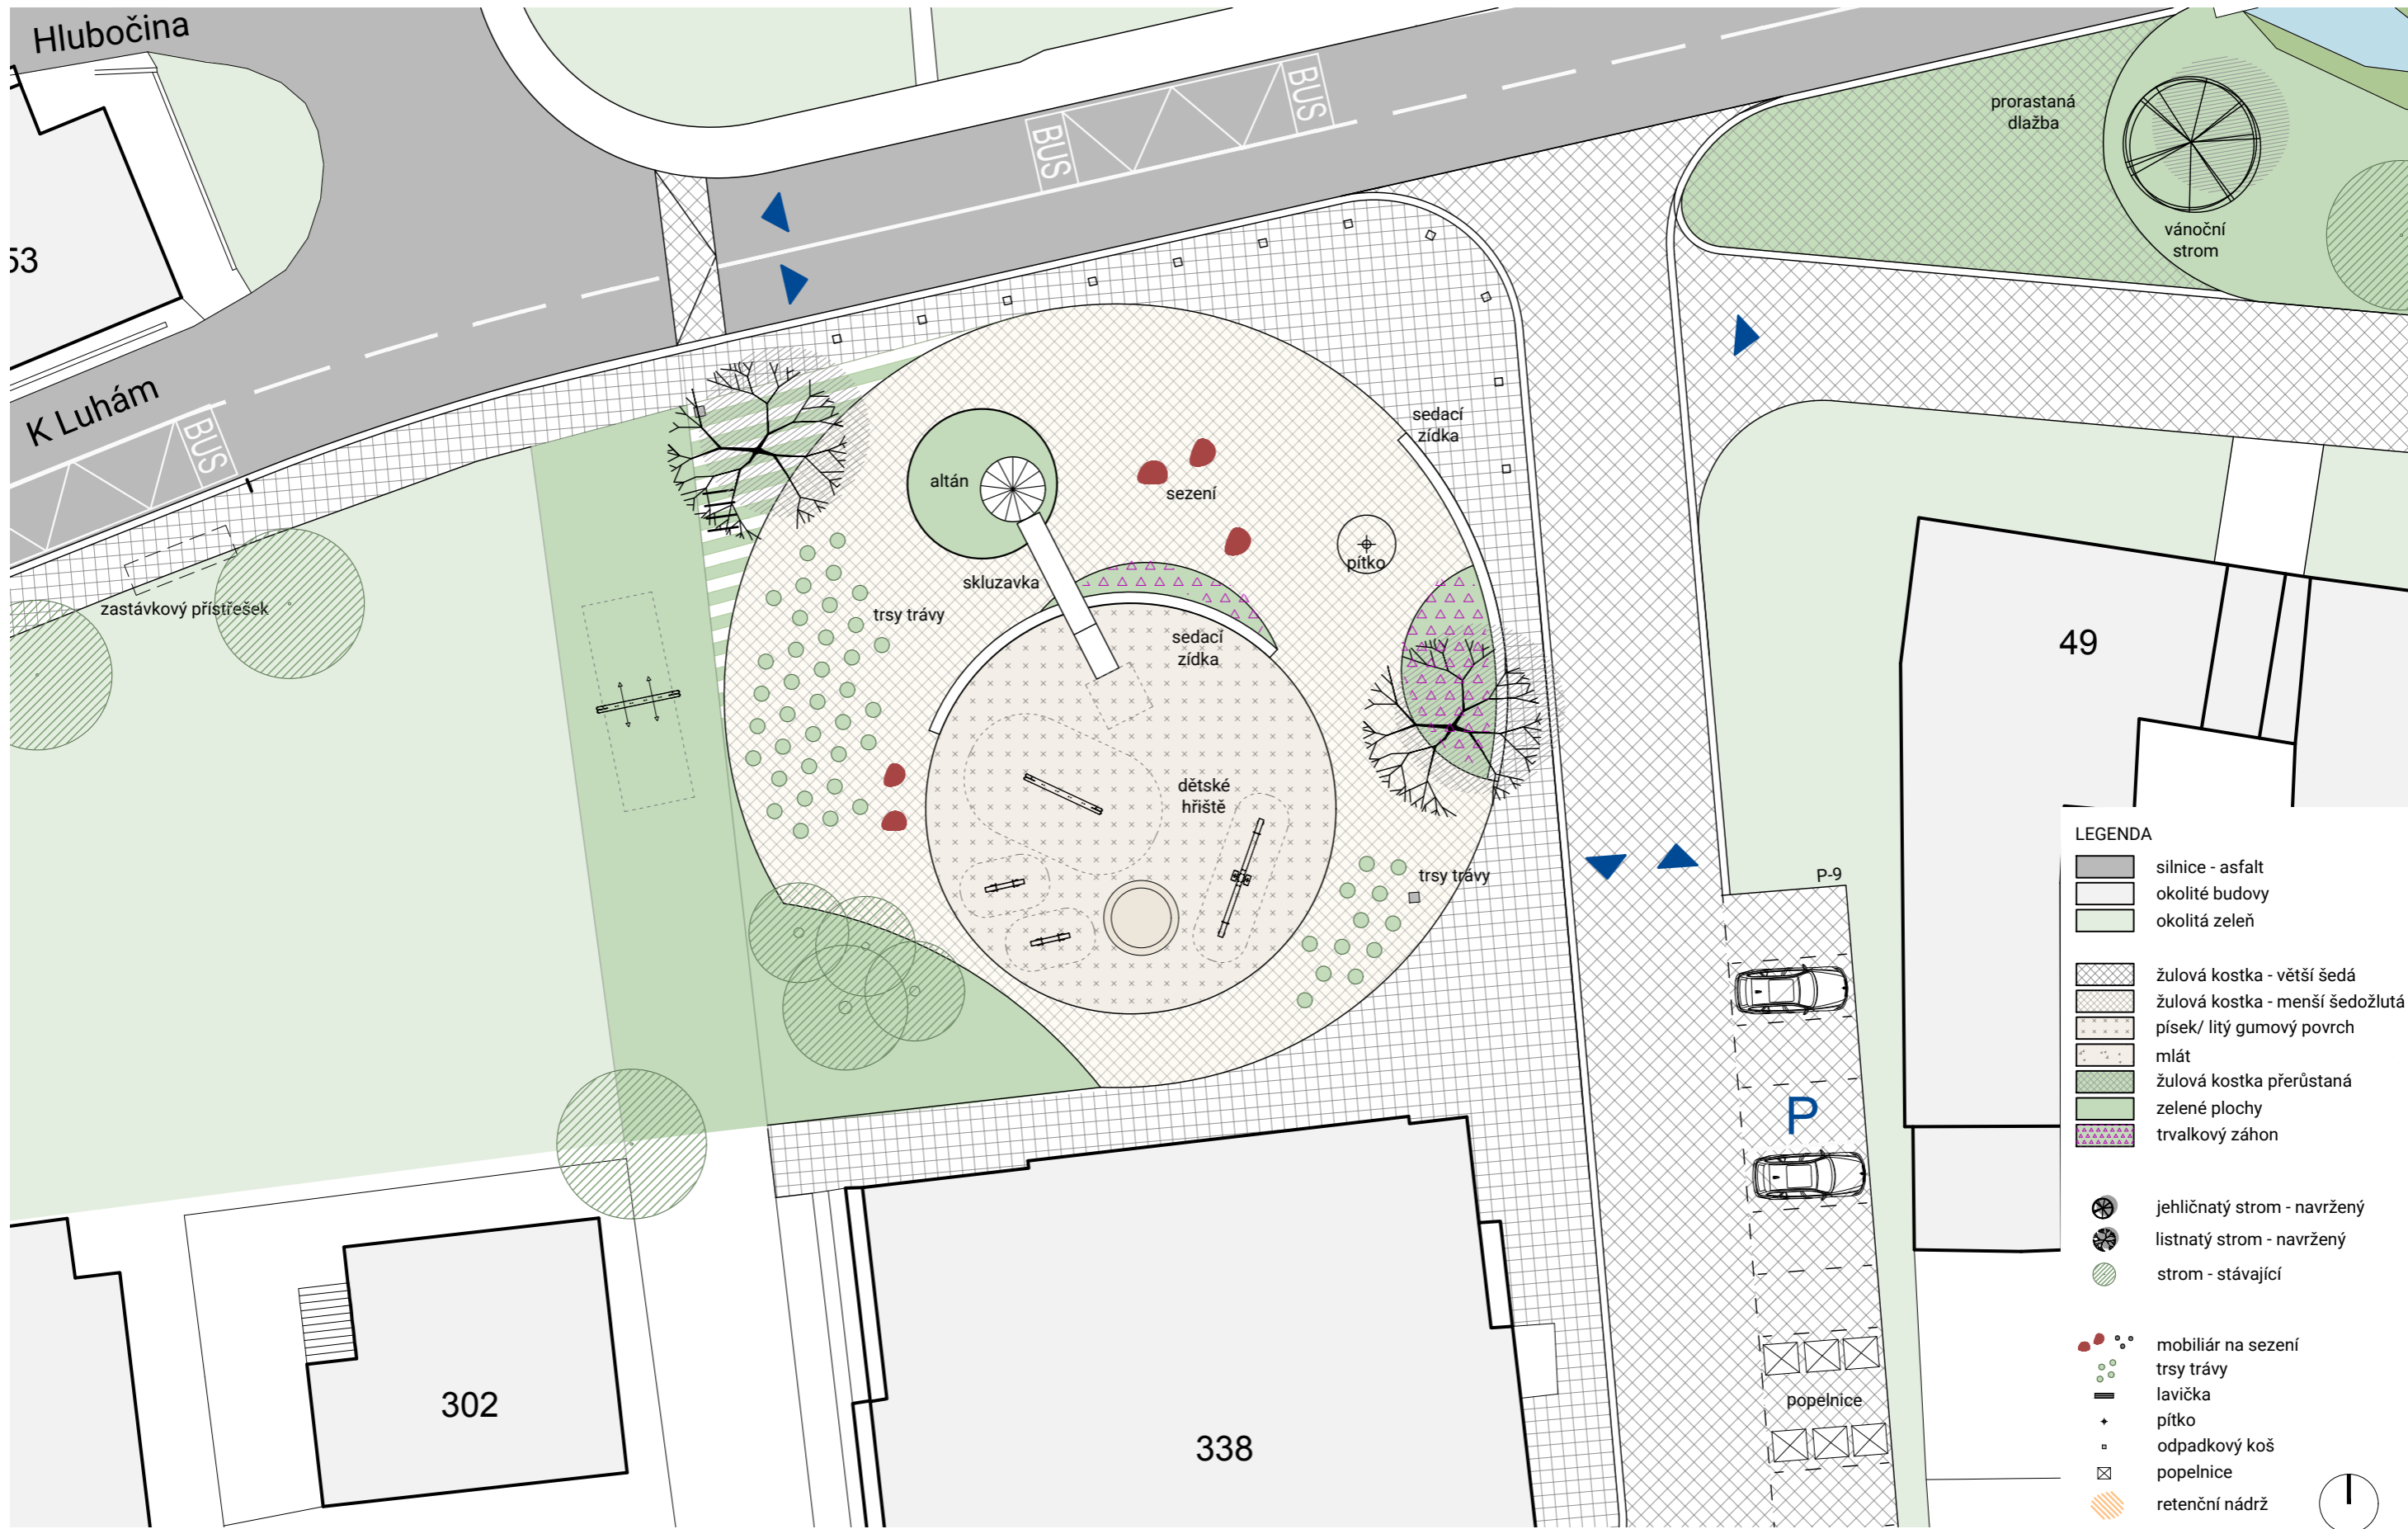 Hlubočina
BUS
BUS
prorastaná
dlažba
vánoční
strom
53
K Luhám
BUS
sedací
zídka
altán
sezení
pítko
skluzavka
zastávkový přístřešek
trsy trávy
sedací
zídka
49
dětské
hřiště
trsy trávy
P-9
P
302
338
popelnice
LEGENDA
silnice - asfalt
okolité budovy
okolitá zeleň
žulová kostka - větší šedá
žulová kostka - menší šedožlutá
písek/ litý gumový povrch
mlát
žulová kostka přerůstaná
zelené plochy
trvalkový záhon
jehličnatý strom - navržený
listnatý strom - navržený
strom - stávající
mobiliár na sezení
trsy trávy
lavička
pítko
odpadkový koš
popelnice
retenční nádrž